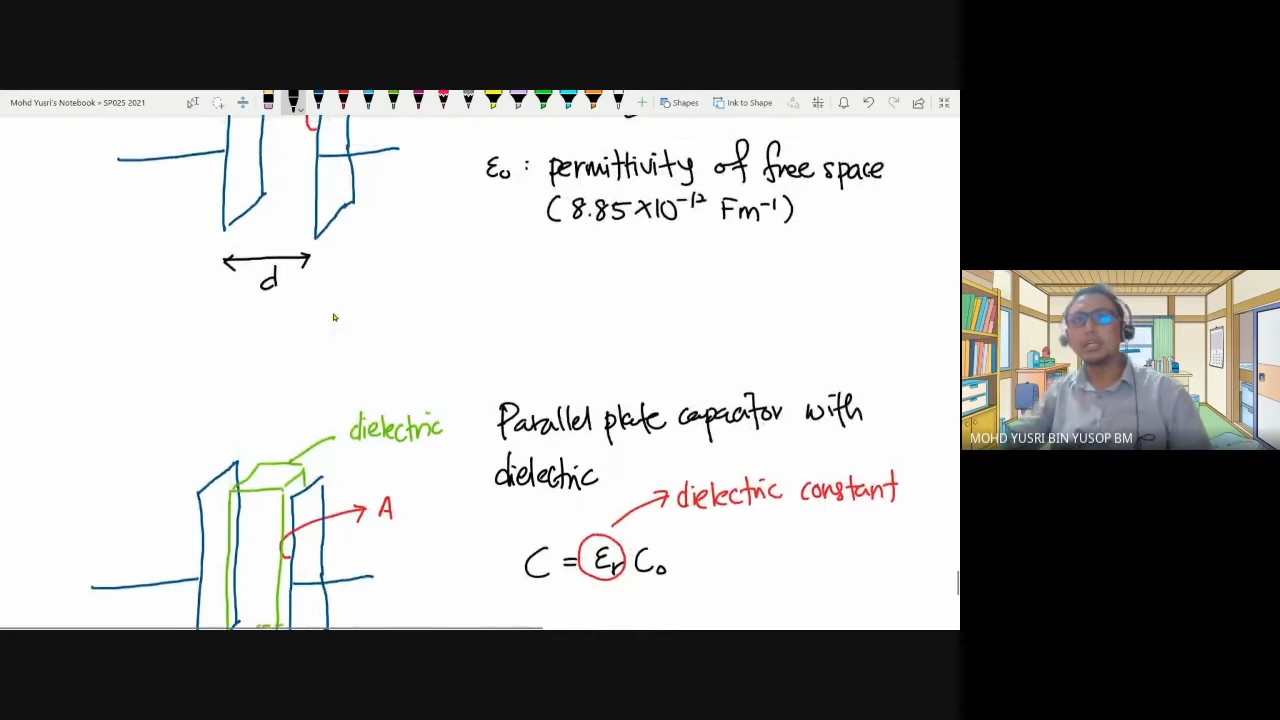 Mohd Yusri's Notebook » SP025 2021
Shapes
Ink to Shape
ε₀ : permittivity of free space
(8.85×10⁻¹² Fm⁻¹)
d
dielectric
Parallel plate capacitor with
dielectric
dielectric constant
A
C = εᵣ C₀
MOHD YUSRI BIN YUSOP BM